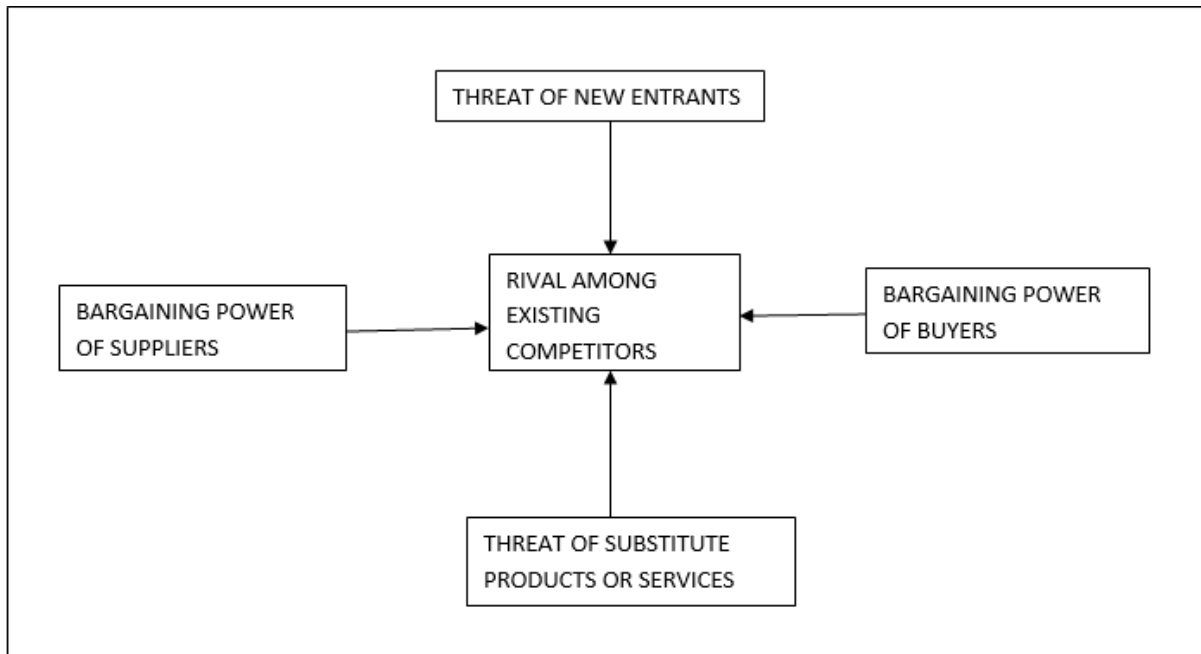 THREAT OF NEW ENTRANTS
RIVAL AMONG
EXISTING
COMPETITORS
BARGAINING POWER
OF SUPPLIERS
BARGAINING POWER
OF BUYERS
THREAT OF SUBSTITUTE
PRODUCTS OR SERVICES